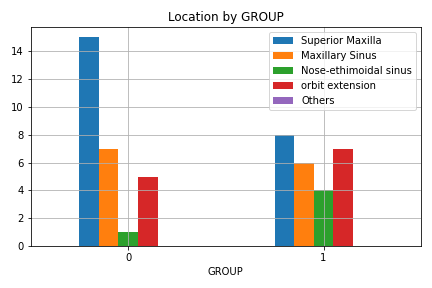 Location by GROUP
Superior Maxilla
Maxillary Sinus
Nose-ethimoidal sinus
orbit extension
Others
14
12
10
8
6
4
2
0
0 1
GROUP